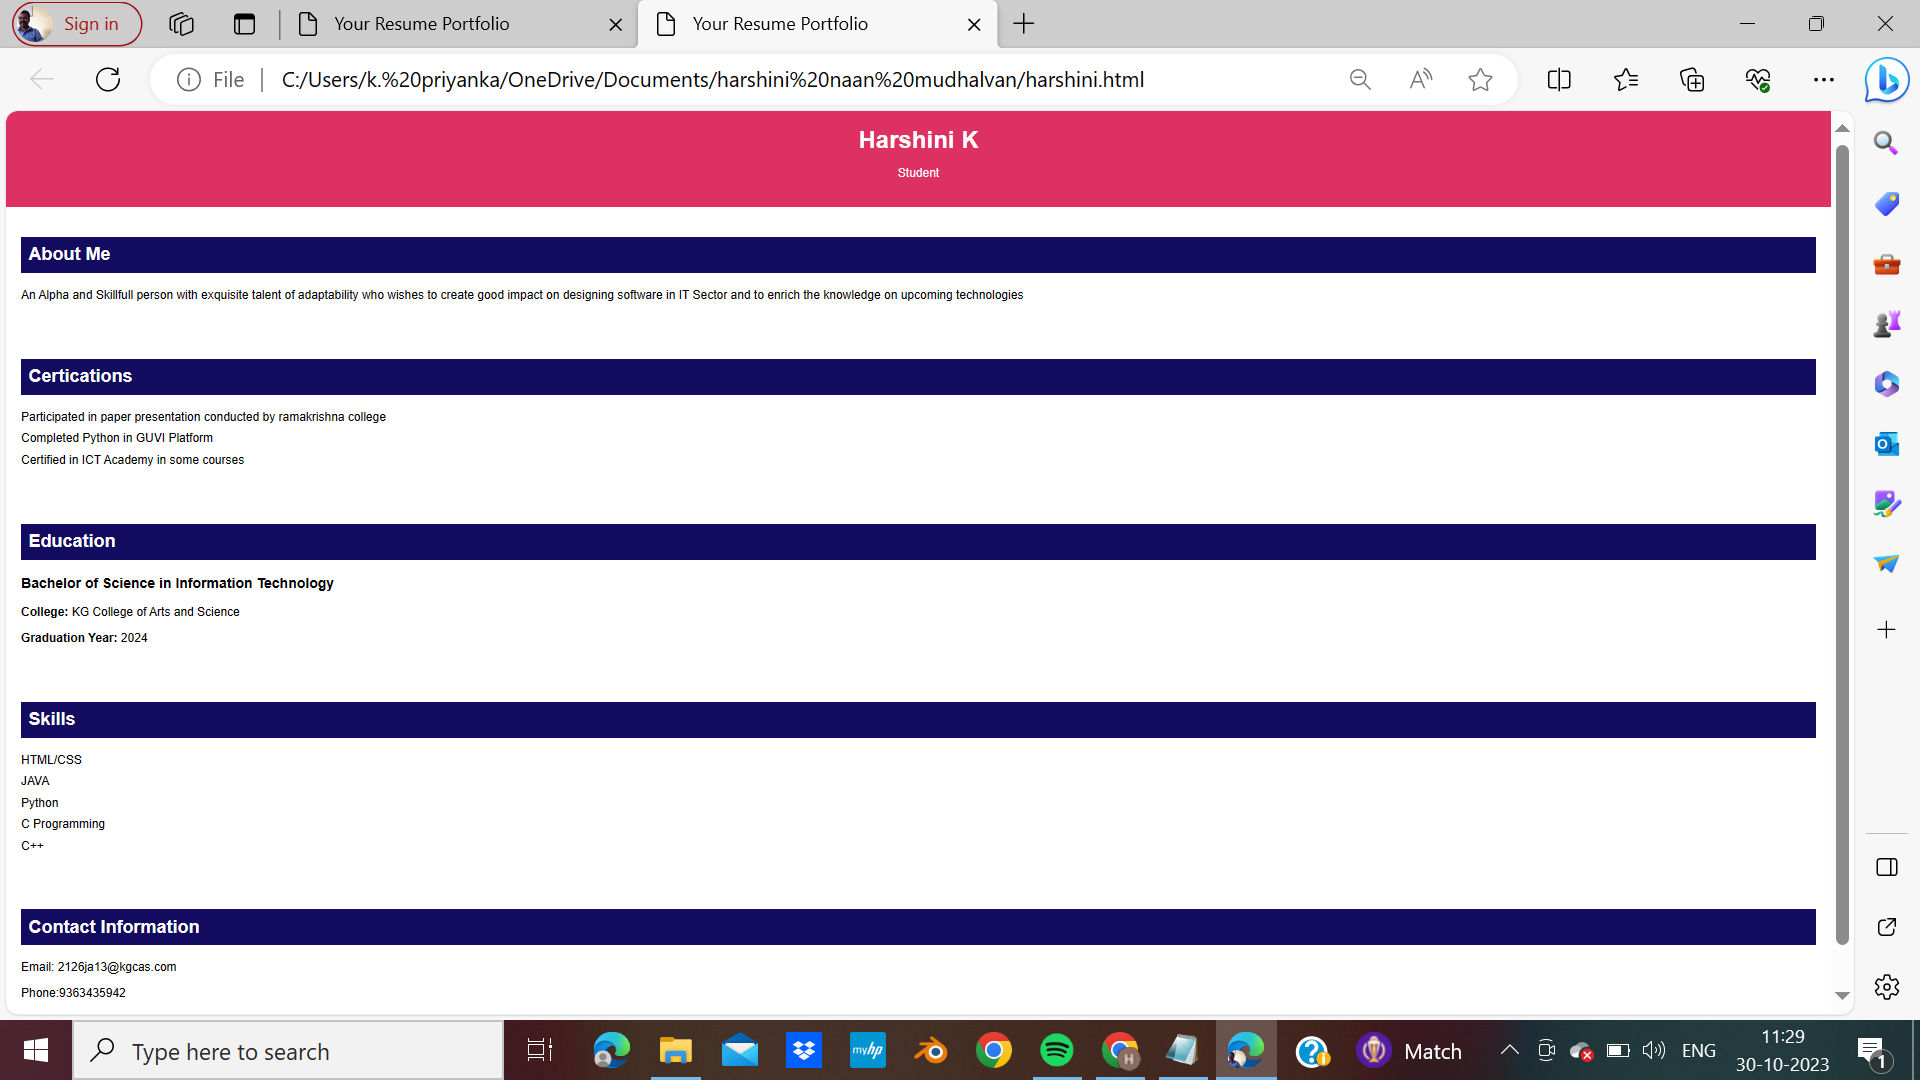 Sign in
Your Resume Portfolio
Your Resume Portfolio
File
C:/Users/k.%20priyanka/OneDrive/Documents/harshini%20naan%20mudhalvan/harshini.html
Harshini K
Student
About Me
An Alpha and Skillfull person with exquisite talent of adaptability who wishes to create good impact on designing software in IT Sector and to enrich the knowledge on upcoming technologies
Certications
Participated in paper presentation conducted by ramakrishna college
Completed Python in GUVI Platform
Certified in ICT Academy in some courses
Education
Bachelor of Science in Information Technology
College: KG College of Arts and Science
Graduation Year: 2024
Skills
HTML/CSS
JAVA
Python
C Programming
C++
Contact Information
Email: 2126ja13@kgcas.com
Phone:9363435942
Type here to search
myhp
H
Match
ENG
11:29
30-10-2023
1